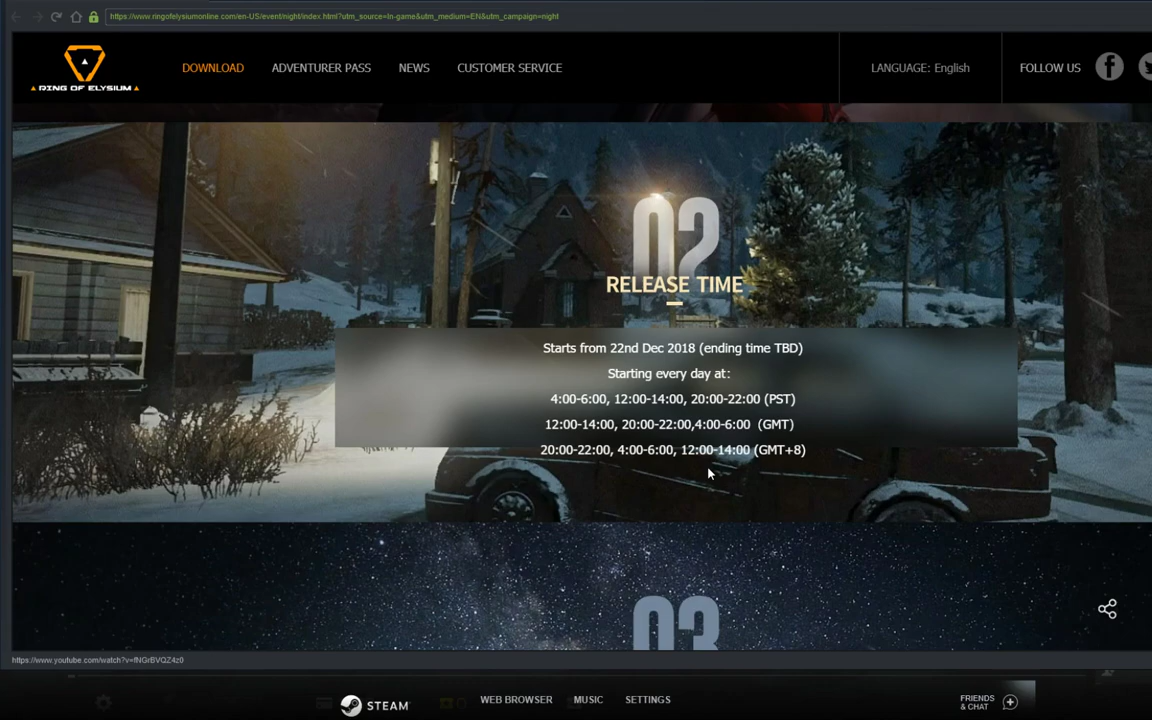 https://www.ringofelysiumonline.com/en-US/event/night/index.html?utm_source=In-game&utm_medium=EN&utm_campaign=night
RING OF ELYSIUM
DOWNLOAD
ADVENTURER PASS
NEWS
CUSTOMER SERVICE
LANGUAGE: English
FOLLOW US
02
RELEASE TIME
Starts from 22nd Dec 2018 (ending time TBD)
Starting every day at:
4:00-6:00, 12:00-14:00, 20:00-22:00 (PST)
12:00-14:00, 20:00-22:00,4:00-6:00 (GMT)
20:00-22:00, 4:00-6:00, 12:00-14:00 (GMT+8)
03
https://www.youtube.com/watch?v=fNGrBVQZ4z0
STEAM
WEB BROWSER
MUSIC
SETTINGS
FRIENDS
& CHAT